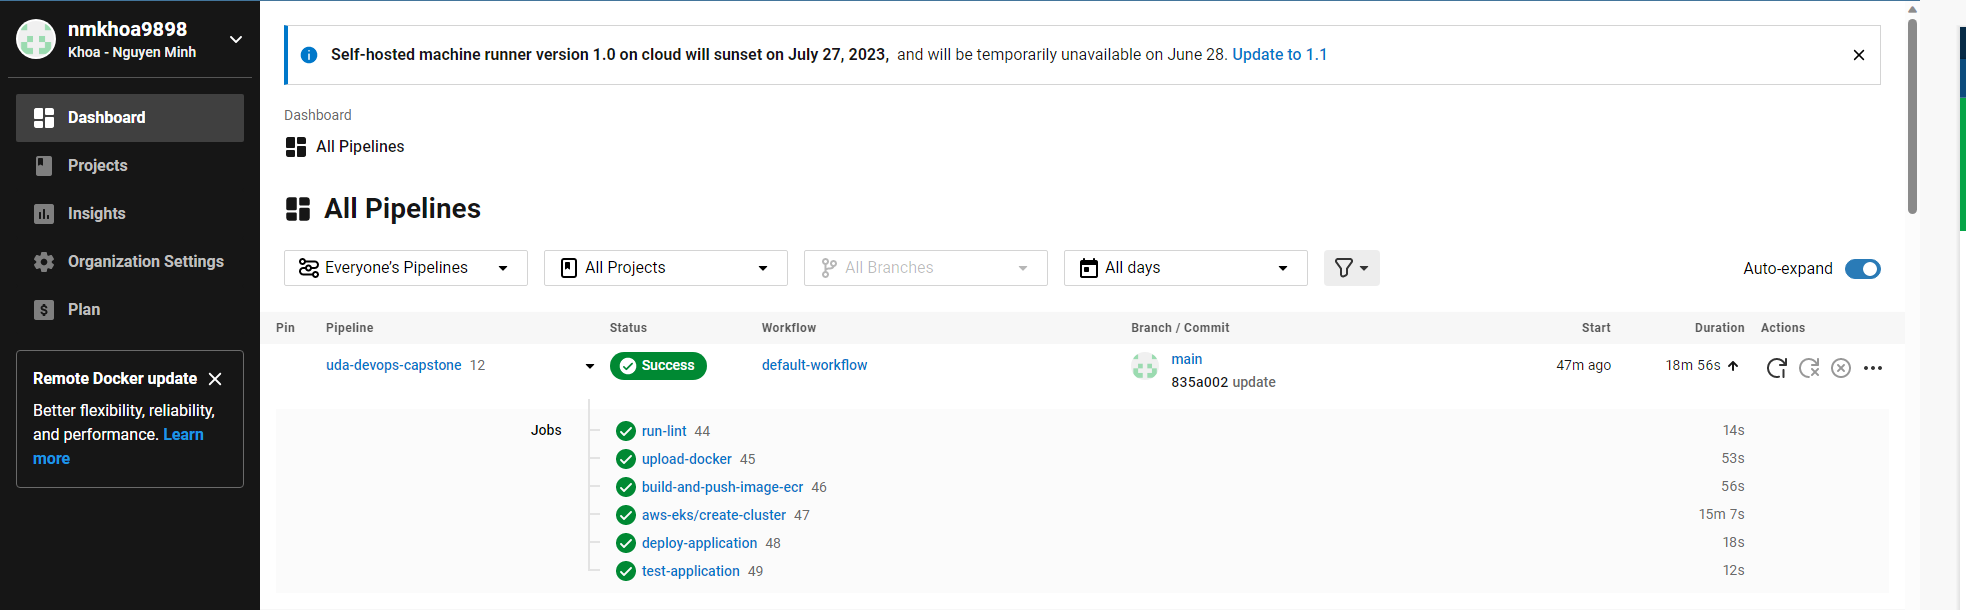 nmkhoa9898
Khoa - Nguyen Minh
Dashboard
Projects
Insights
Organization Settings
Plan
Remote Docker update
Better flexibility, reliability,
and performance. Learn
more
Self-hosted machine runner version 1.0 on cloud will sunset on July 27, 2023, and will be temporarily unavailable on June 28. Update to 1.1
Dashboard
All Pipelines
All Pipelines
Everyone's Pipelines All Projects All Branches All days Auto-expand
Pin Pipeline Status Workflow Branch / Commit Start Duration Actions
uda-devops-capstone 12 Success default-workflow main 47m ago 18m 56s
835a002 update
Jobs run-lint 44 14s
upload-docker 45 53s
build-and-push-image-ecr 46 56s
aws-eks/create-cluster 47 15m 7s
deploy-application 48 18s
test-application 49 12s